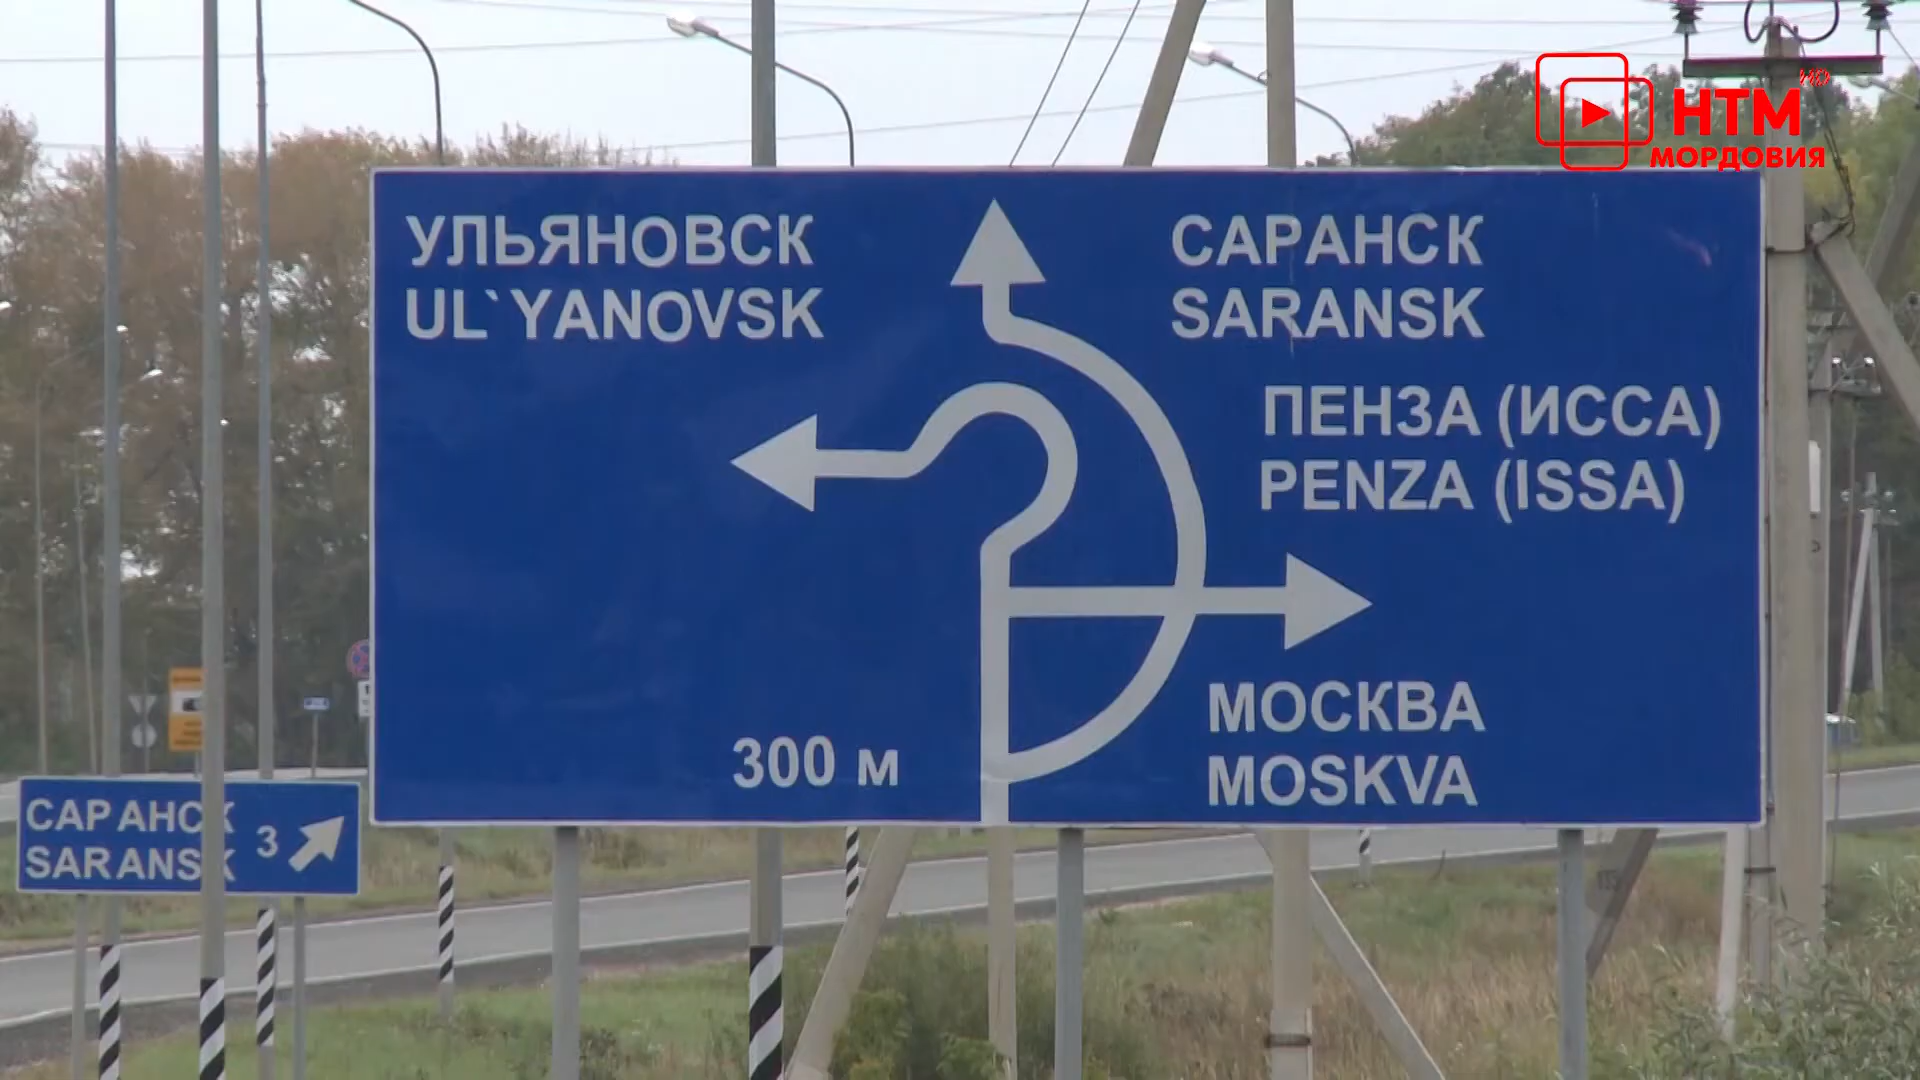 НТМ
МОРДОВИЯ
УЛЬЯНОВСК
UL`YANOVSK
САРАНСК
SARANSK
ПЕНЗА (ИССА)
PENZA (ISSA)
МОСКВА
MOSKVA
300 м
САРАНСК
SARANSK
3